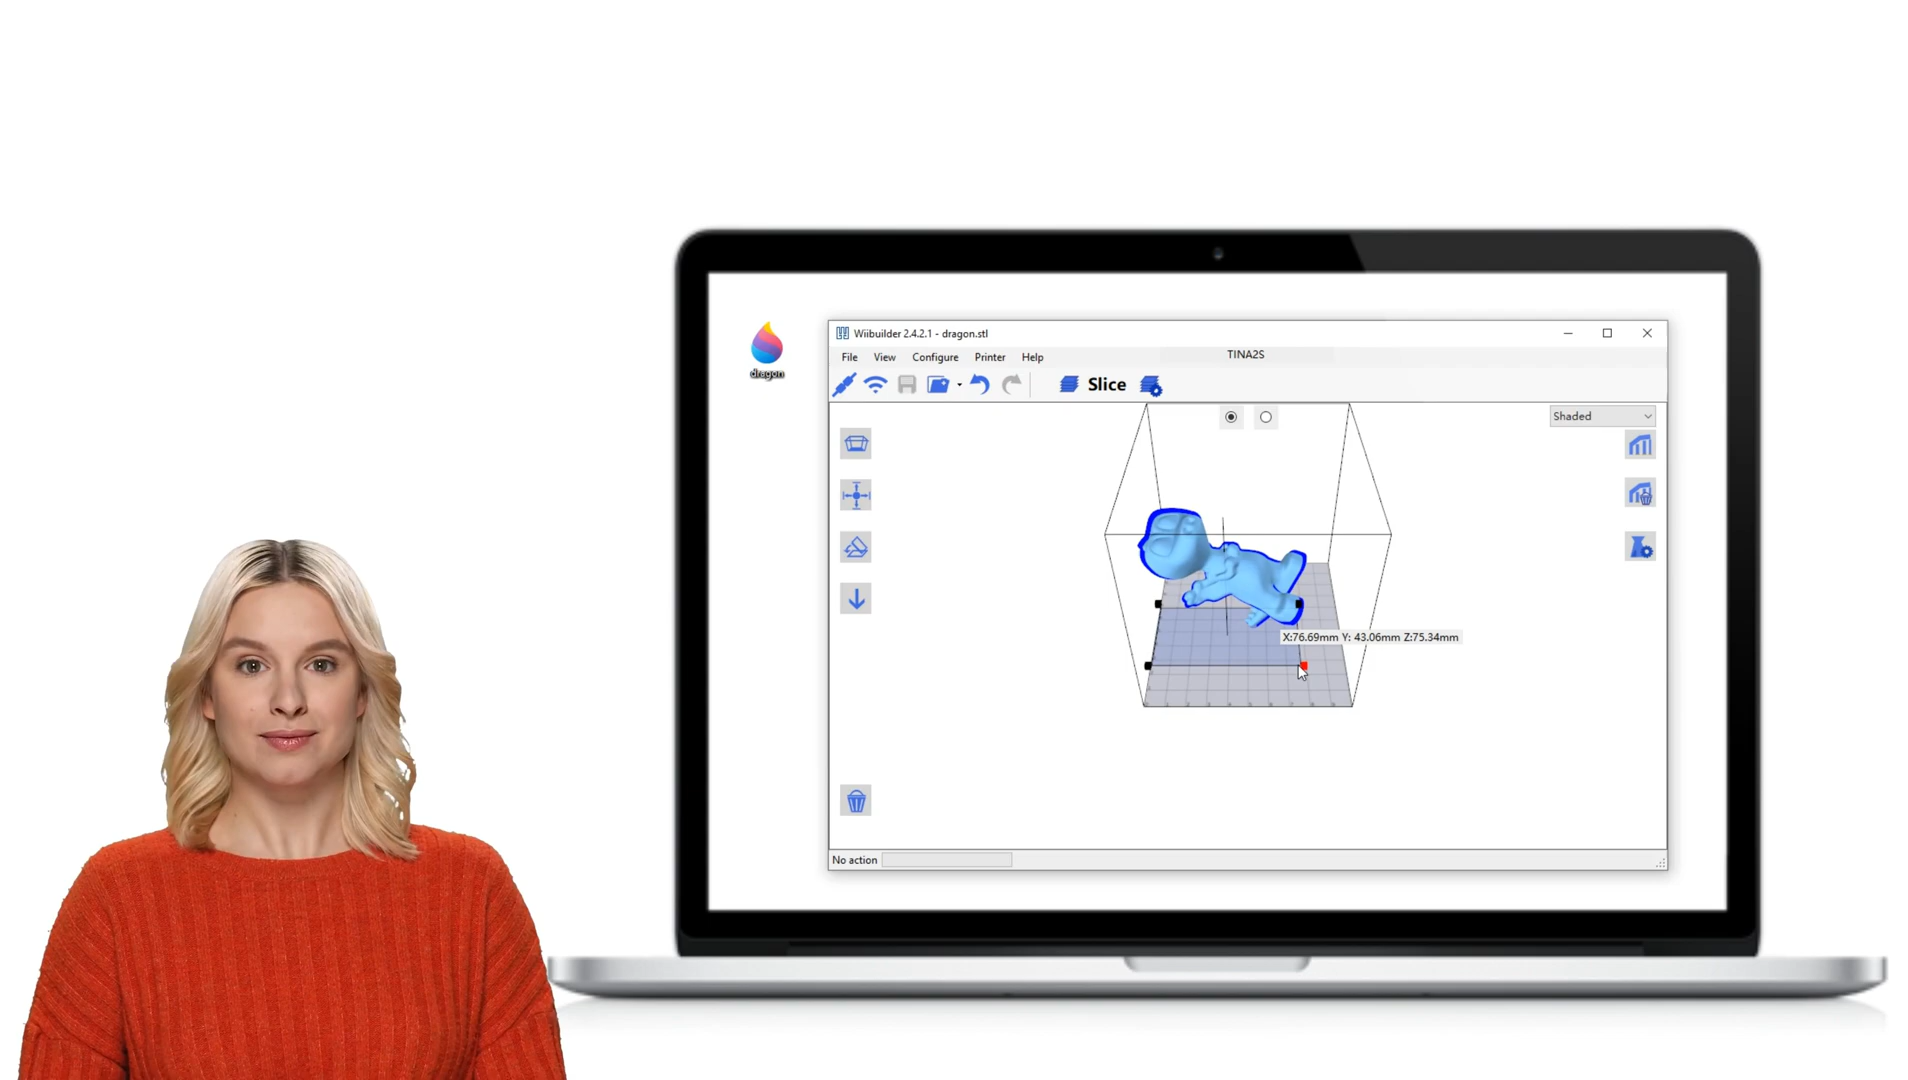 dragon
Wiibuilder 2.4.2.1 - dragon.stl
File View Configure Printer Help
TINA2S
Slice
Shaded
X:76.69mm Y: 43.06mm Z:75.34mm
No action